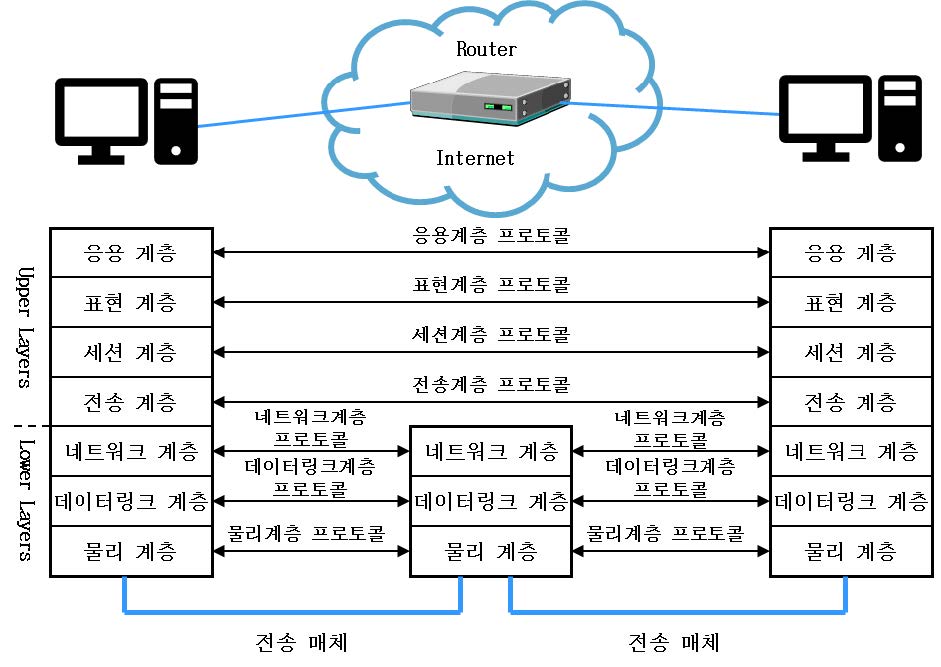 Router
Internet
응용계층 프로토콜
응용 계층
응용 계층
표현계층 프로토콜
표현 계층
표현 계층
세션계층 프로토콜
세션 계층
세션 계층
전송계층 프로토콜
전송 계층
전송 계층
Upper Layers
네트워크계층
프로토콜
네트워크계층
프로토콜
네트워크 계층
네트워크 계층
네트워크 계층
데이터링크계층
프로토콜
데이터링크계층
프로토콜
데이터링크 계층
데이터링크 계층
데이터링크 계층
물리계층 프로토콜
물리계층 프로토콜
물리 계층
물리 계층
물리 계층
Lower Layers
전송 매체
전송 매체